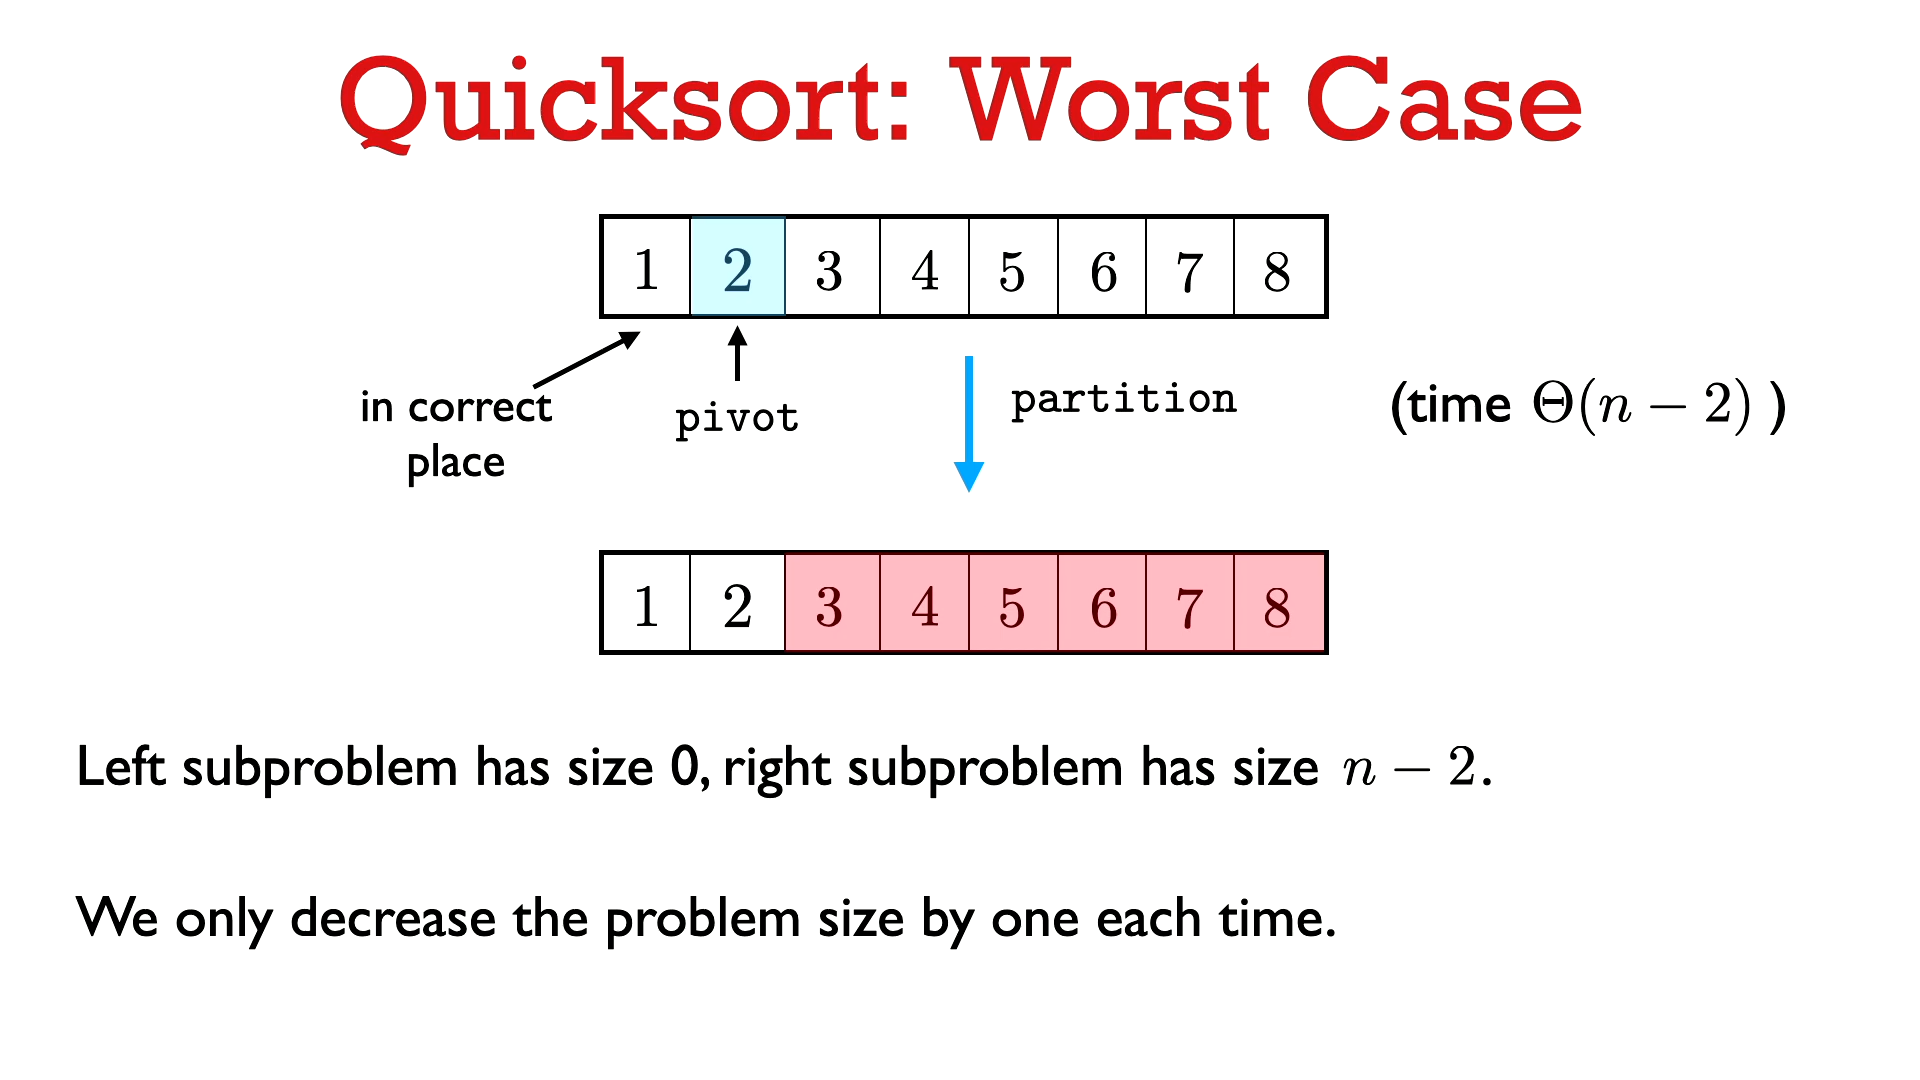 Quicksort: Worst Case
1 2 3 4 5 6 7 8
in correct
place
pivot
partition
(time Θ(n − 2) )
1 2 3 4 5 6 7 8
Left subproblem has size 0, right subproblem has size n − 2.
We only decrease the problem size by one each time.